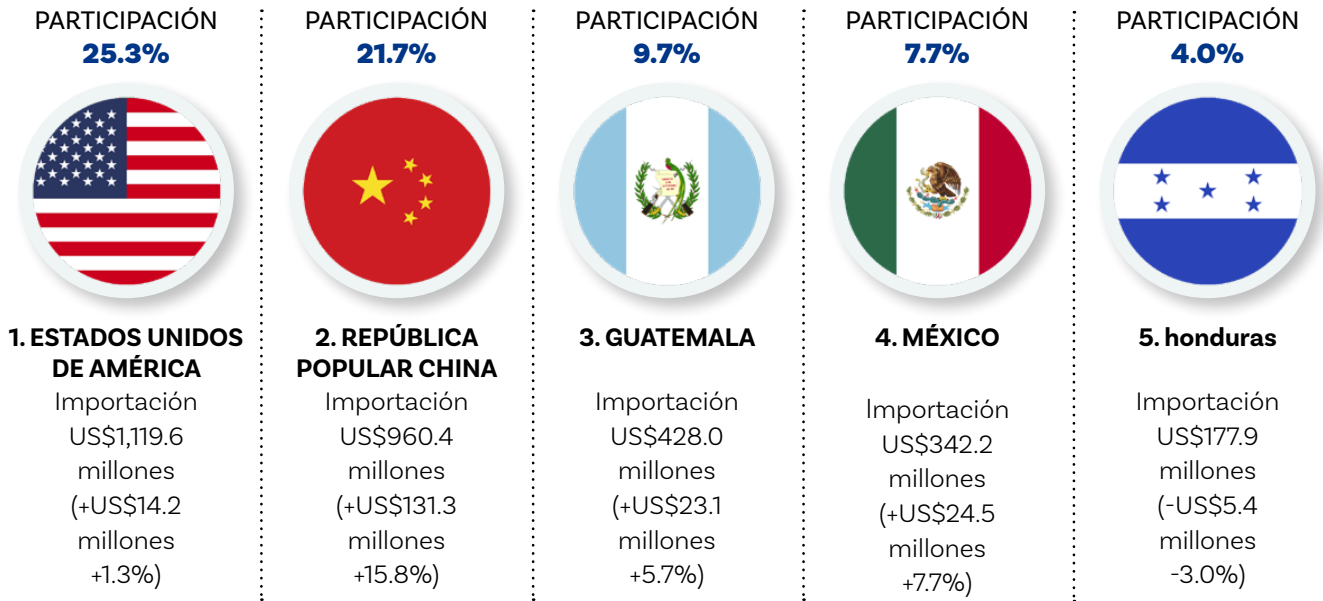 PARTICIPACIÓN
25.3%
1. ESTADOS UNIDOS
DE AMÉRICA
Importación
US$1,119.6
millones
(+US$14.2
millones
+1.3%)
PARTICIPACIÓN
21.7%
2. REPÚBLICA
POPULAR CHINA
Importación
US$960.4
millones
(+US$131.3
millones
+15.8%)
PARTICIPACIÓN
9.7%
3. GUATEMALA
Importación
US$428.0
millones
(+US$23.1
millones
+5.7%)
PARTICIPACIÓN
7.7%
4. MÉXICO
Importación
US$342.2
millones
(+US$24.5
millones
+7.7%)
PARTICIPACIÓN
4.0%
5. honduras
Importación
US$177.9
millones
(-US$5.4
millones
-3.0%)